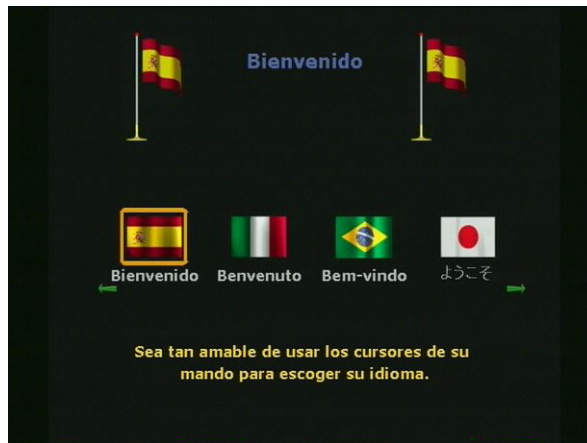 Bienvenido
Bienvenido Benvenuto Bem-vindo ようこそ
Sea tan amable de usar los cursores de su
mando para escoger su idioma.